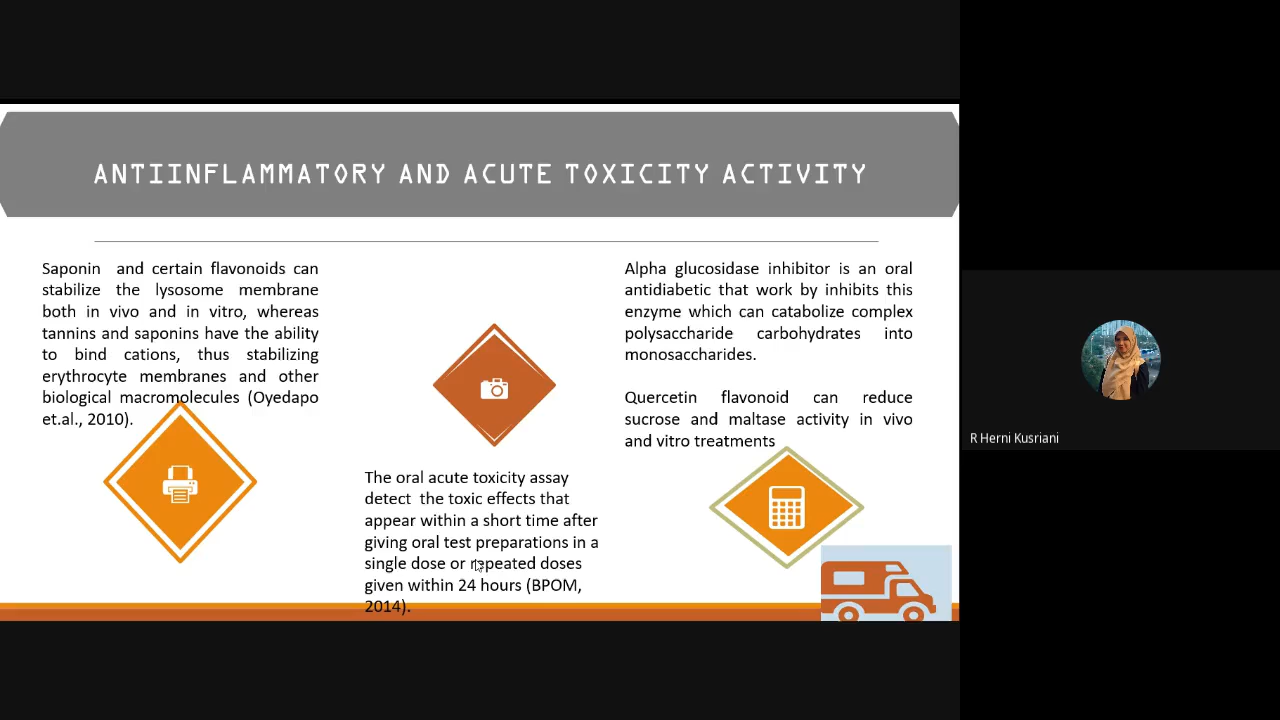 ANTIINFLAMMATORY AND ACUTE TOXICITY ACTIVITY
Saponin and certain flavonoids can
stabilize the lysosome membrane
both in vivo and in vitro, whereas
tannins and saponins have the ability
to bind cations, thus stabilizing
erythrocyte membranes and other
biological macromolecules (Oyedapo
et.al., 2010).
The oral acute toxicity assay
detect the toxic effects that
appear within a short time after
giving oral test preparations in a
single dose or repeated doses
given within 24 hours (BPOM,
2014).
Alpha glucosidase inhibitor is an oral
antidiabetic that work by inhibits this
enzyme which can catabolize complex
polysaccharide carbohydrates into
monosaccharides.
Quercetin flavonoid can reduce
sucrose and maltase activity in vivo
and vitro treatments
R Herni Kusriani